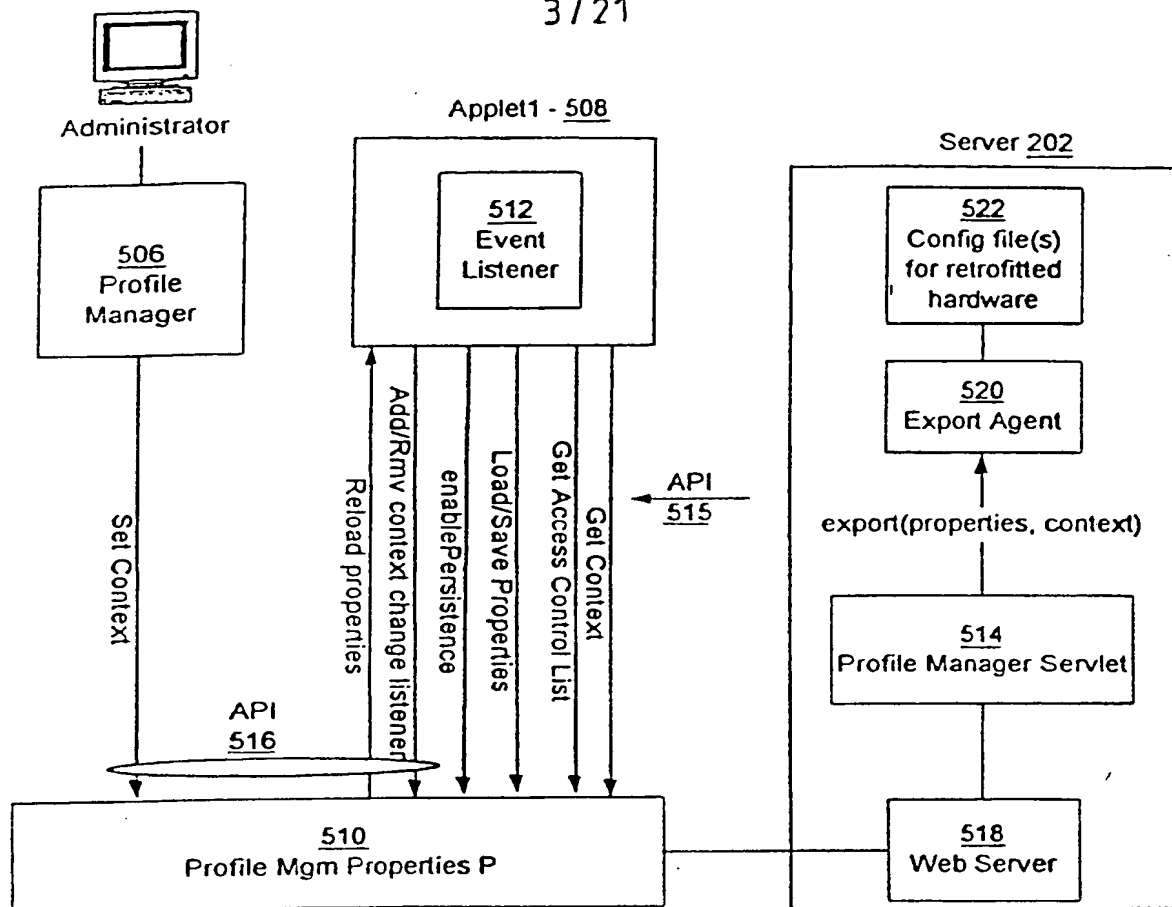 3/21
Administrator
Applet1 - 508
Server 202
506
Profile
Manager
512
Event
Listener
522
Config file(s)
for retrofitted
hardware
520
Export Agent
export(properties, context)
514
Profile Manager Servlet
518
Web Server
Set Context
Reload properties
Add/Rmv context change listener
enablePersistence
Load/Save Properties
Get Access Control List
Get Context
API
515
API
516
510
Profile Mgm Properties P